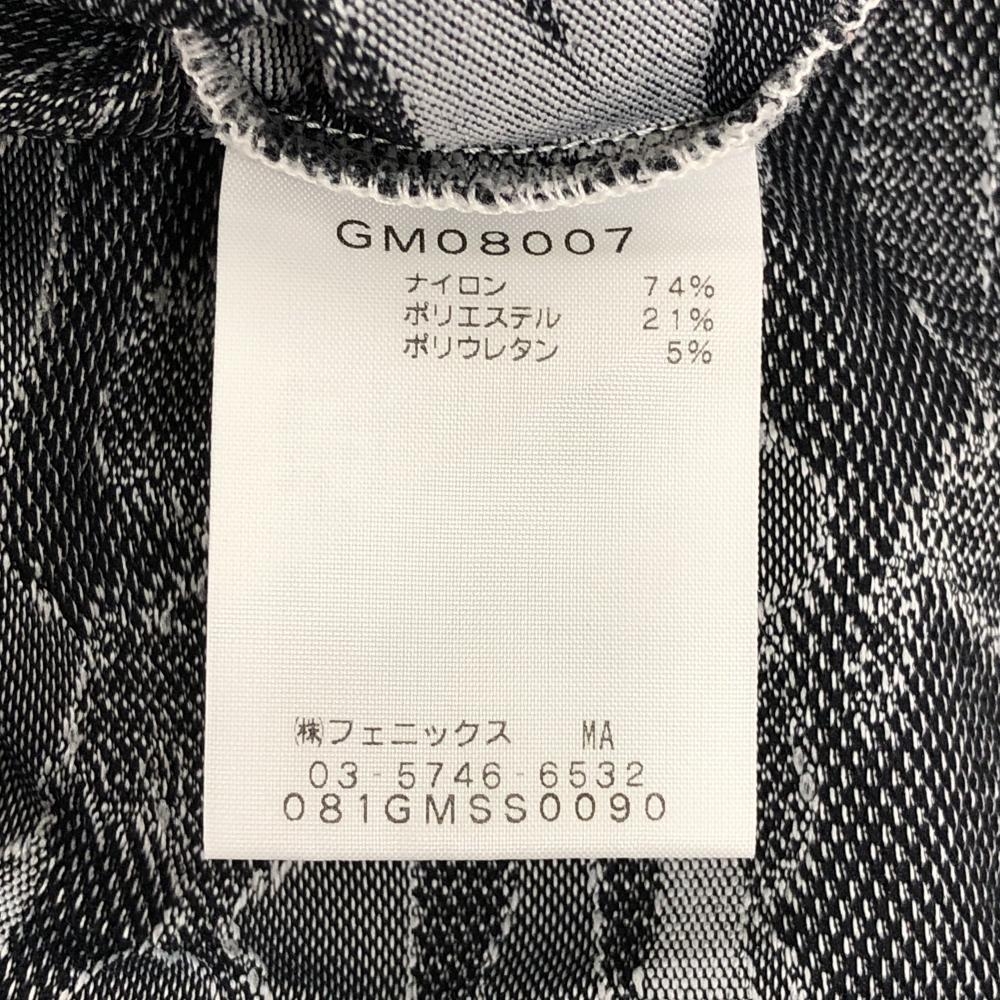 GM08007
ナイロン 74%
ポリエステル 21%
ポリウレタン 5%
㈱フェニックス MA
03-5746-6532
081GMSS0090